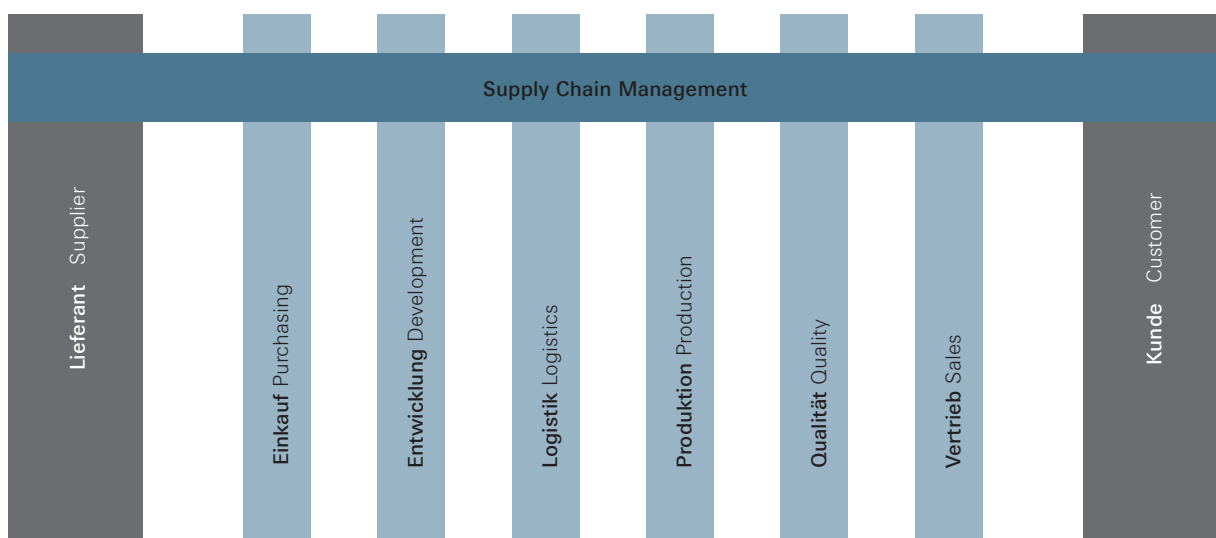 Supply Chain Management
Lieferant Supplier
Einkauf Purchasing
Entwicklung Development
Logistik Logistics
Produktion Production
Qualität Quality
Vertrieb Sales
Kunde Customer